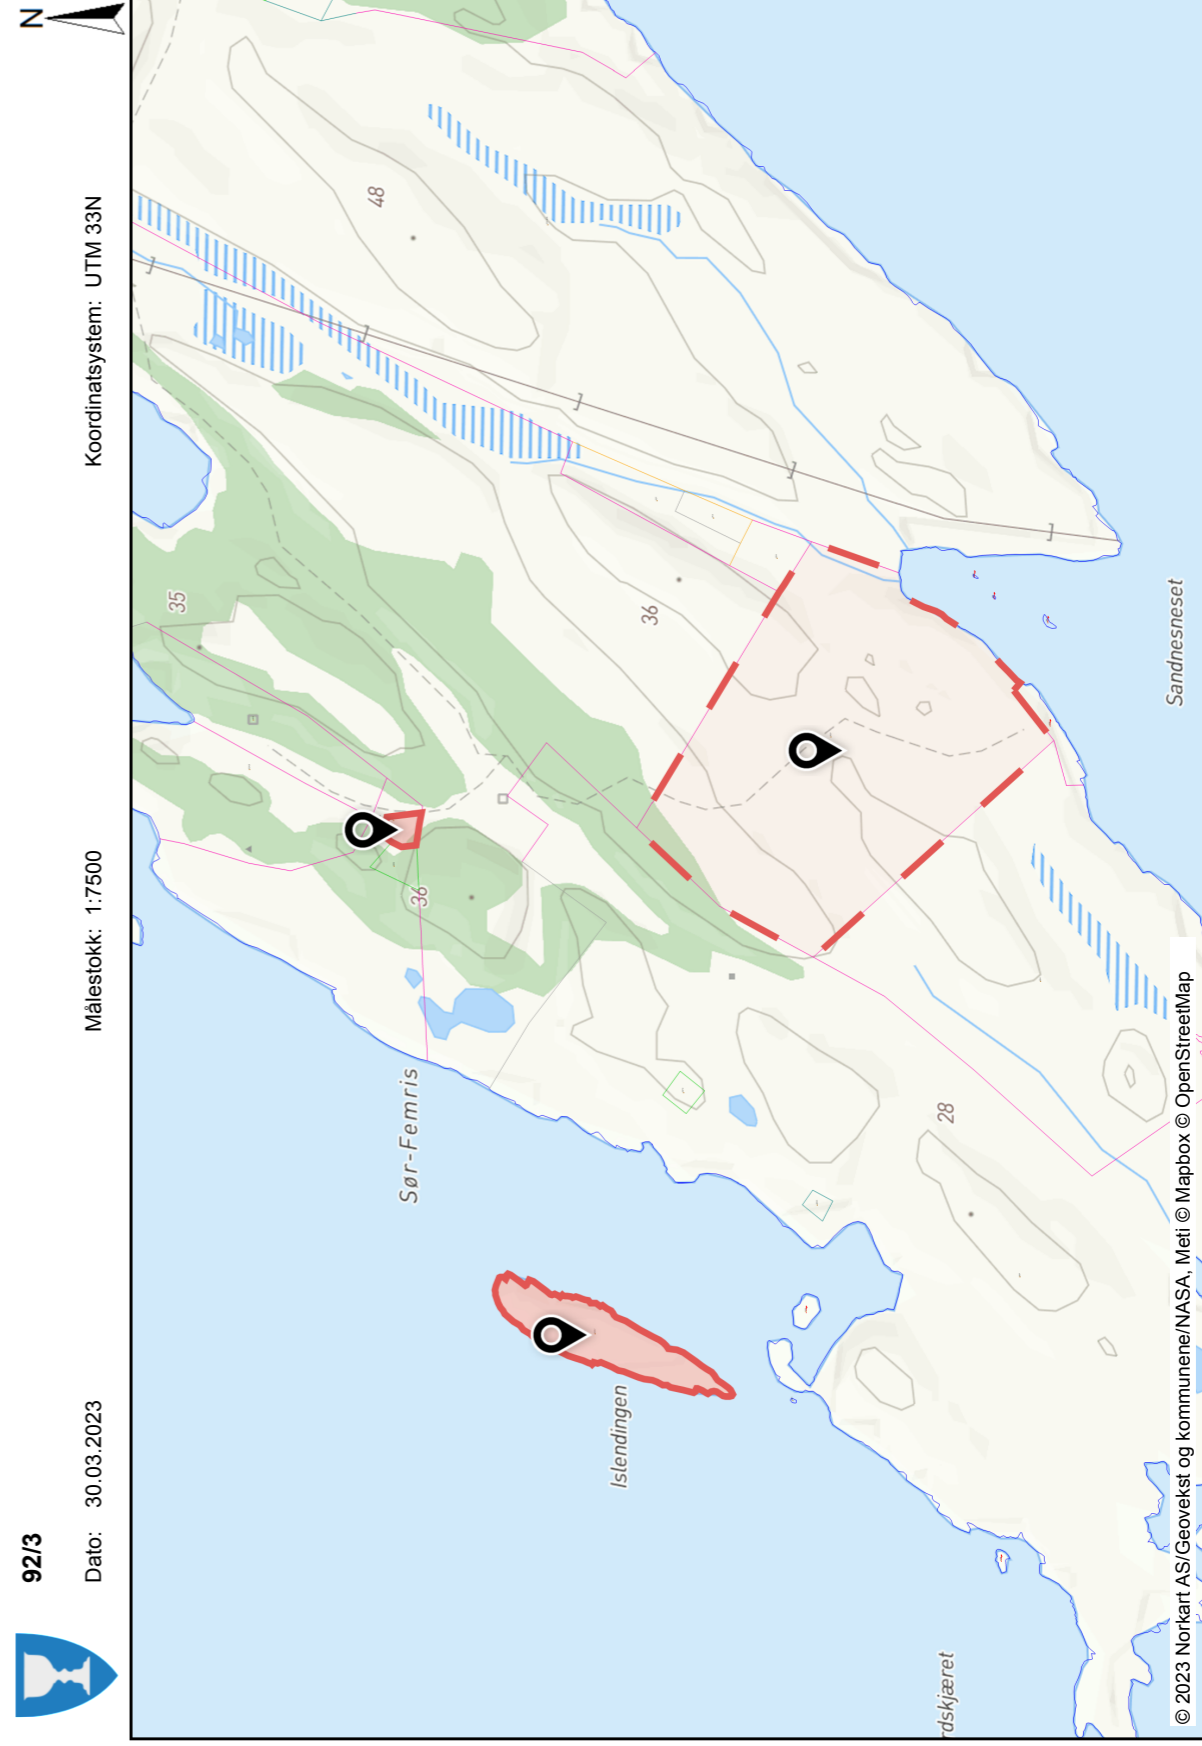 92/3
Dato: 30.03.2023
Målestokk: 1:7500
Koordinatsystem: UTM 33N
N
48
35
36
36
Sør-Femris
Islendingen
28
Sandnesneset
rdskjæret
© 2023 Norkart AS/Geovekst og kommunene/NASA, Meti © Mapbox © OpenStreetMap